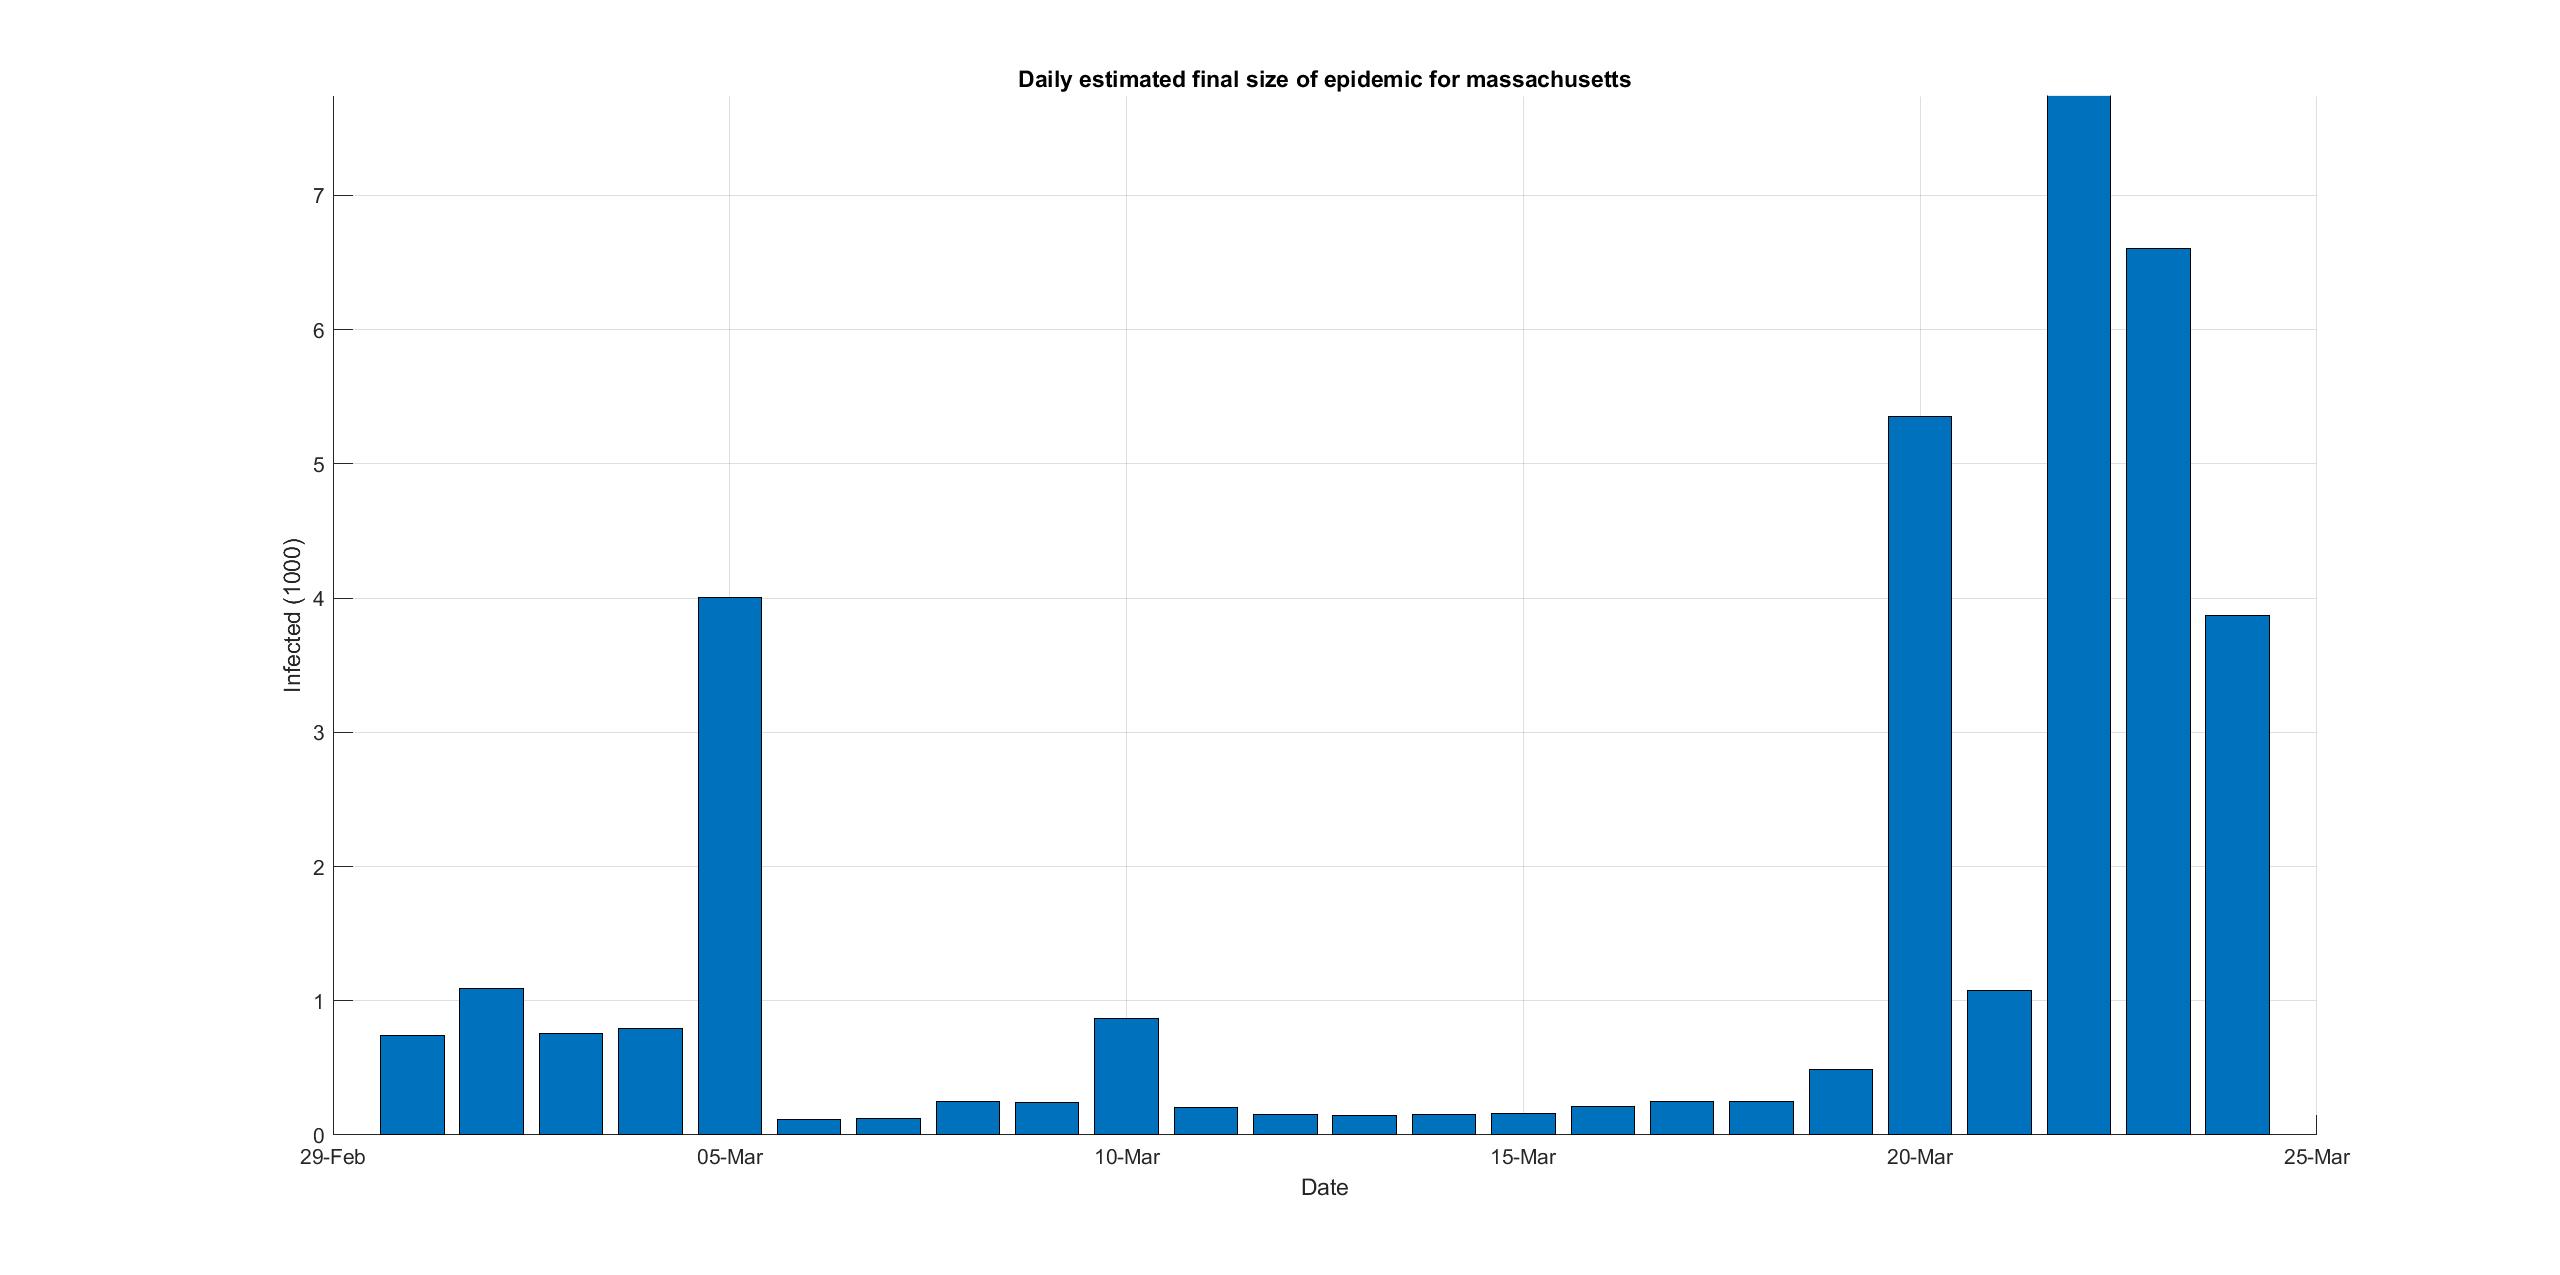 Daily estimated final size of epidemic for massachusetts
7
6
5
4
3
2
1
0
Infected (1000)
29-Feb 05-Mar 10-Mar 15-Mar 20-Mar 25-Mar
Date